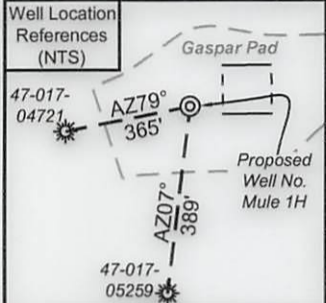 Well Location
References
(NTS)
Gaspar Pad
47-017-
04721
AZ79°
365'
Proposed
Well No.
Mule 1H
AZ07°
389'
47-017-
05259